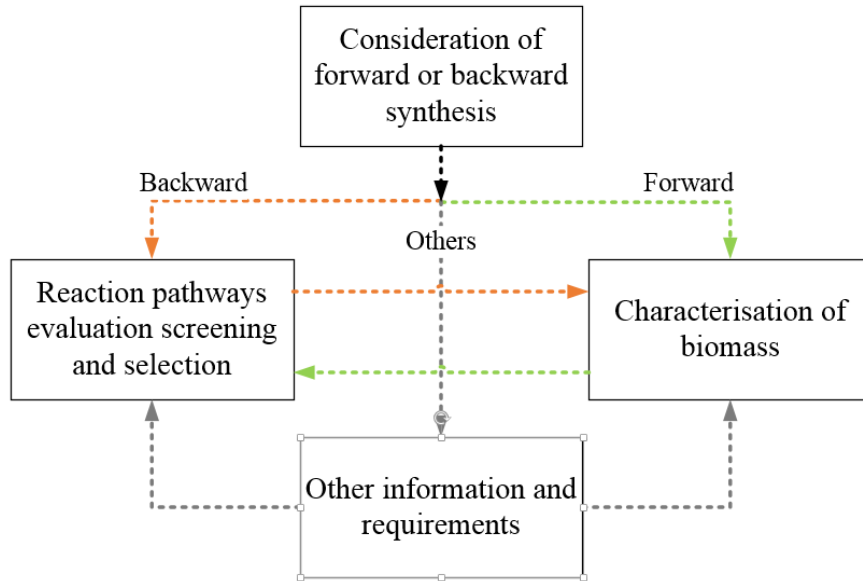 Consideration of
forward or backward
synthesis
Backward
Forward
Others
Reaction pathways
evaluation screening
and selection
Characterisation of
biomass
Other information and
requirements